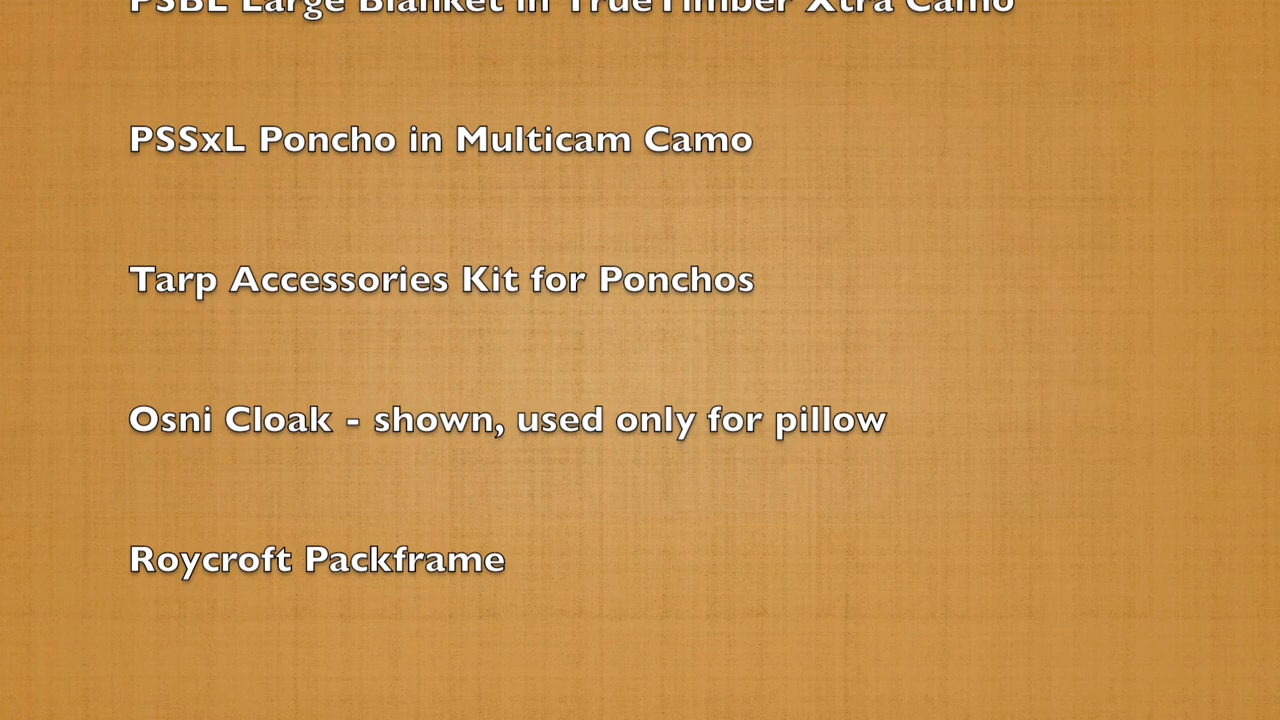 PSBL Large Blanket in TrueTimber Xtra Camo
PSSxL Poncho in Multicam Camo
Tarp Accessories Kit for Ponchos
Osni Cloak - shown, used only for pillow
Roycroft Packframe